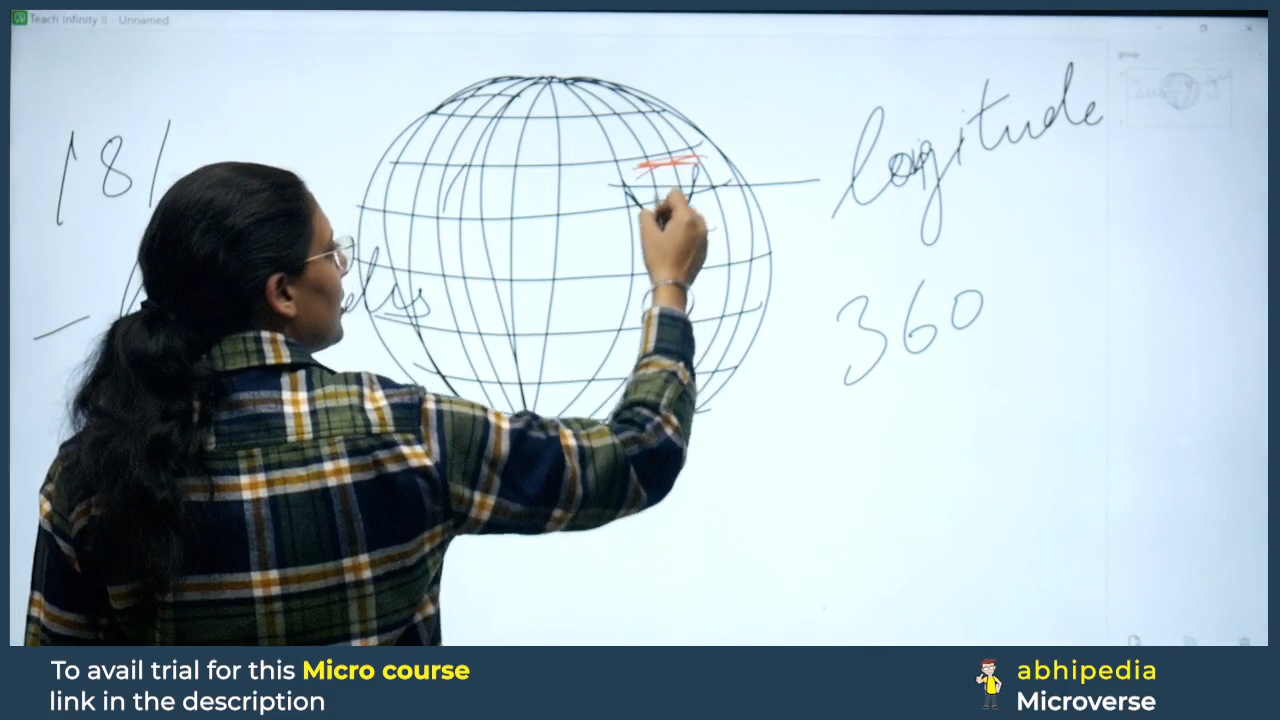 Teach Infinity II - Unnamed
group
181
logitude
360
To avail trial for this Micro course
link in the description
abhipedia
Microverse